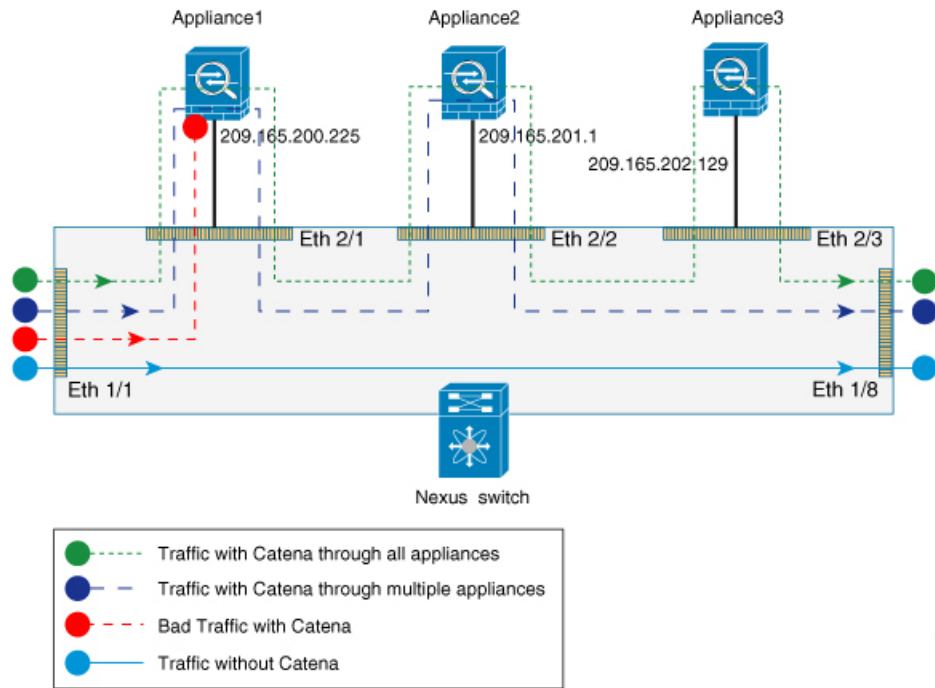 Appliance1
Appliance2
Appliance3
209.165.200.225
209.165.201.1
209.165.202.129
Eth 2/1
Eth 2/2
Eth 2/3
Eth 1/1
Eth 1/8
Nexus switch
Traffic with Catena through all appliances
Traffic with Catena through multiple appliances
Bad Traffic with Catena
Traffic without Catena